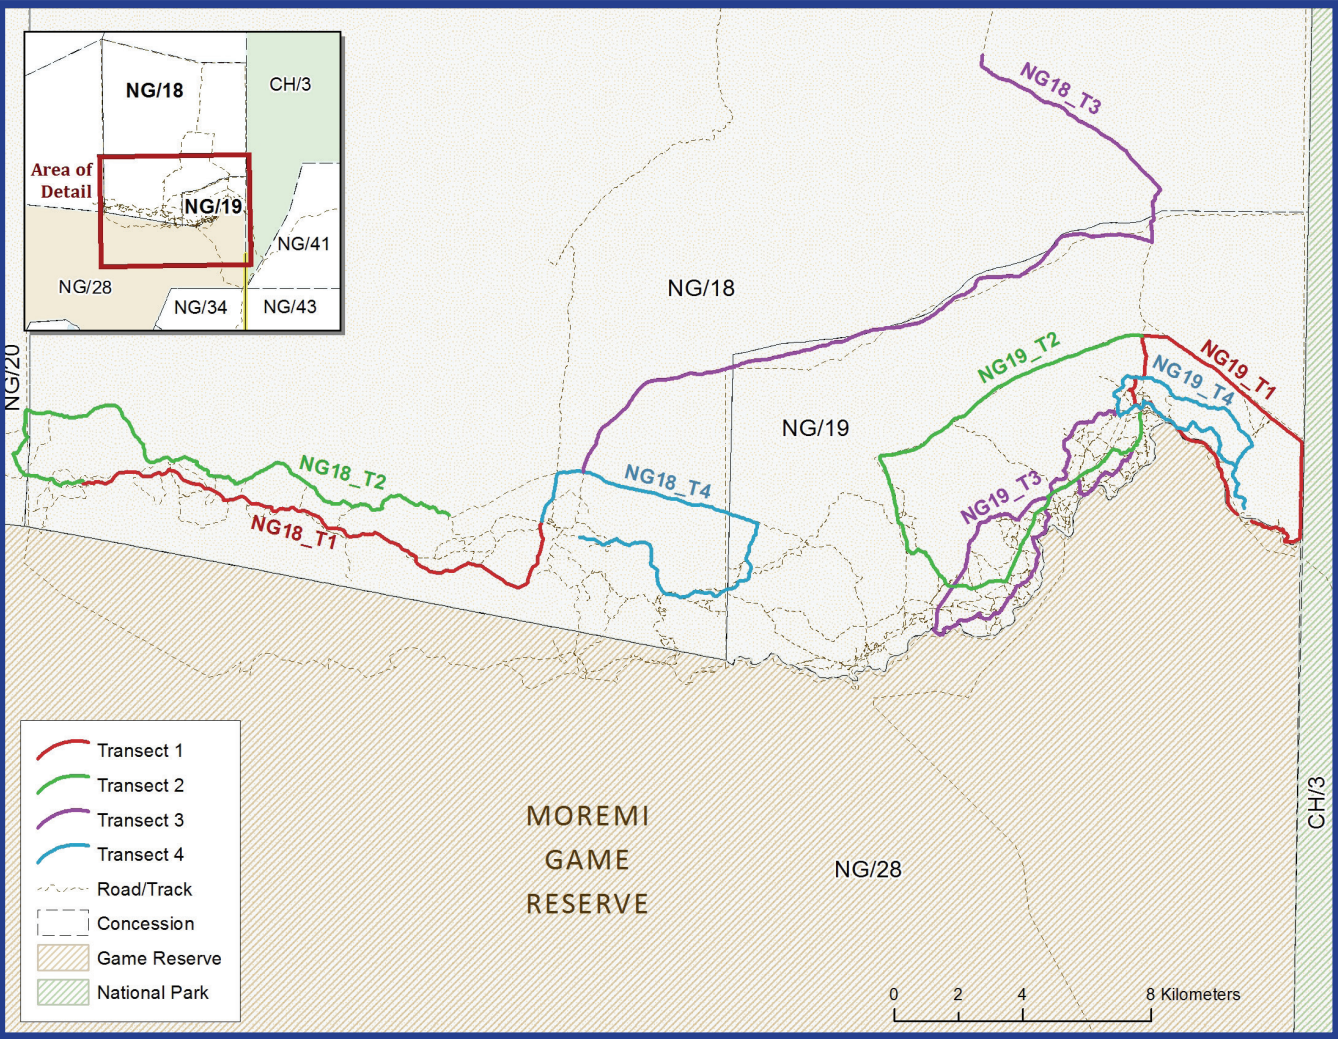 NG/18
CH/3
Area of
Detail
NG/19
NG/41
NG/28
NG/34
NG/43
NG18_T3
NG/18
NG/20
NG19_T2
NG19_T1
NG19_T4
NG/19
NG18_T2
NG18_T4
NG19_T3
NG18_T1
Transect 1
Transect 2
Transect 3
Transect 4
Road/Track
Concession
Game Reserve
National Park
MOREMI
GAME
RESERVE
NG/28
CH/3
0 2 4 8 Kilometers